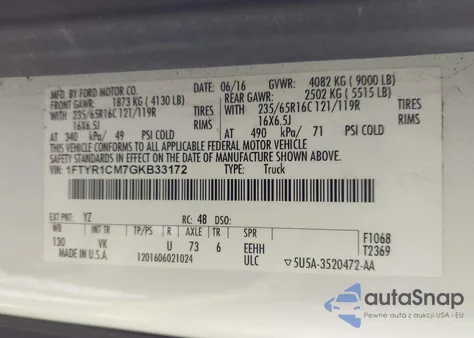 MFD. BY FORD MOTOR CO. DATE: 06/16 GVWR: 4082 KG ( 9000 LB)
FRONT GAWR: 1873 KG ( 4130 LB) REAR GAWR: 2502 KG ( 5515 LB)
WITH 235/65R16C 121/119R TIRES WITH 235/65R16C 121/119R TIRES
16X6.5J RIMS 16X6.5J RIMS
AT 340 kPa/ 49 PSI COLD AT 490 kPa/ 71 PSI COLD
THIS VEHICLE CONFORMS TO ALL APPLICABLE FEDERAL MOTOR VEHICLE
SAFETY STANDARDS IN EFFECT ON THE DATE OF MANUFACTURE SHOWN ABOVE.
VIN: 1FTYR1CM7GKB33172 TYPE: Truck
EXT PNT: YZ RC: 48 DSO:
WB INT TR TP/PS R AXLE TR SPR F1068
130 VK U 73 6 EEHH T2369
MADE IN U.S.A. 1201606021024 ULC 5U5A-3520472-AA
autoSnap
Pewne auta z aukcji USA i EU